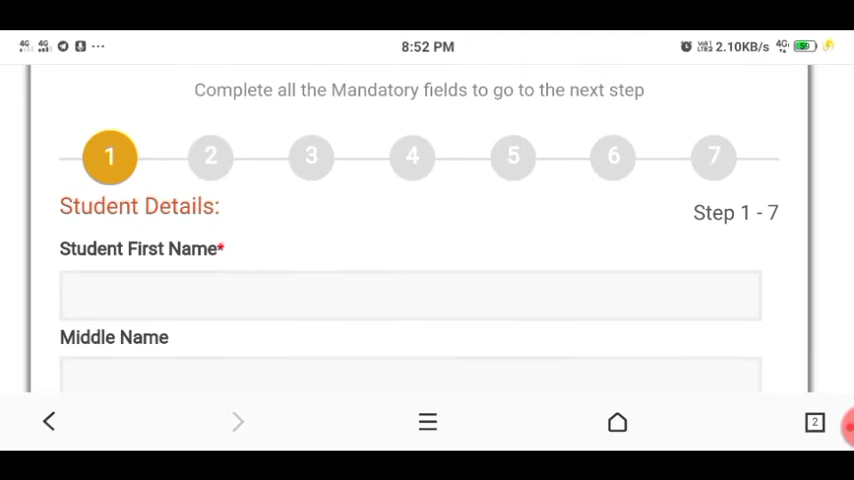 8:52 PM
2.10KB/s
Complete all the Mandatory fields to go to the next step
1 2 3 4 5 6 7
Student Details:
Step 1 - 7
Student First Name*
Middle Name
2